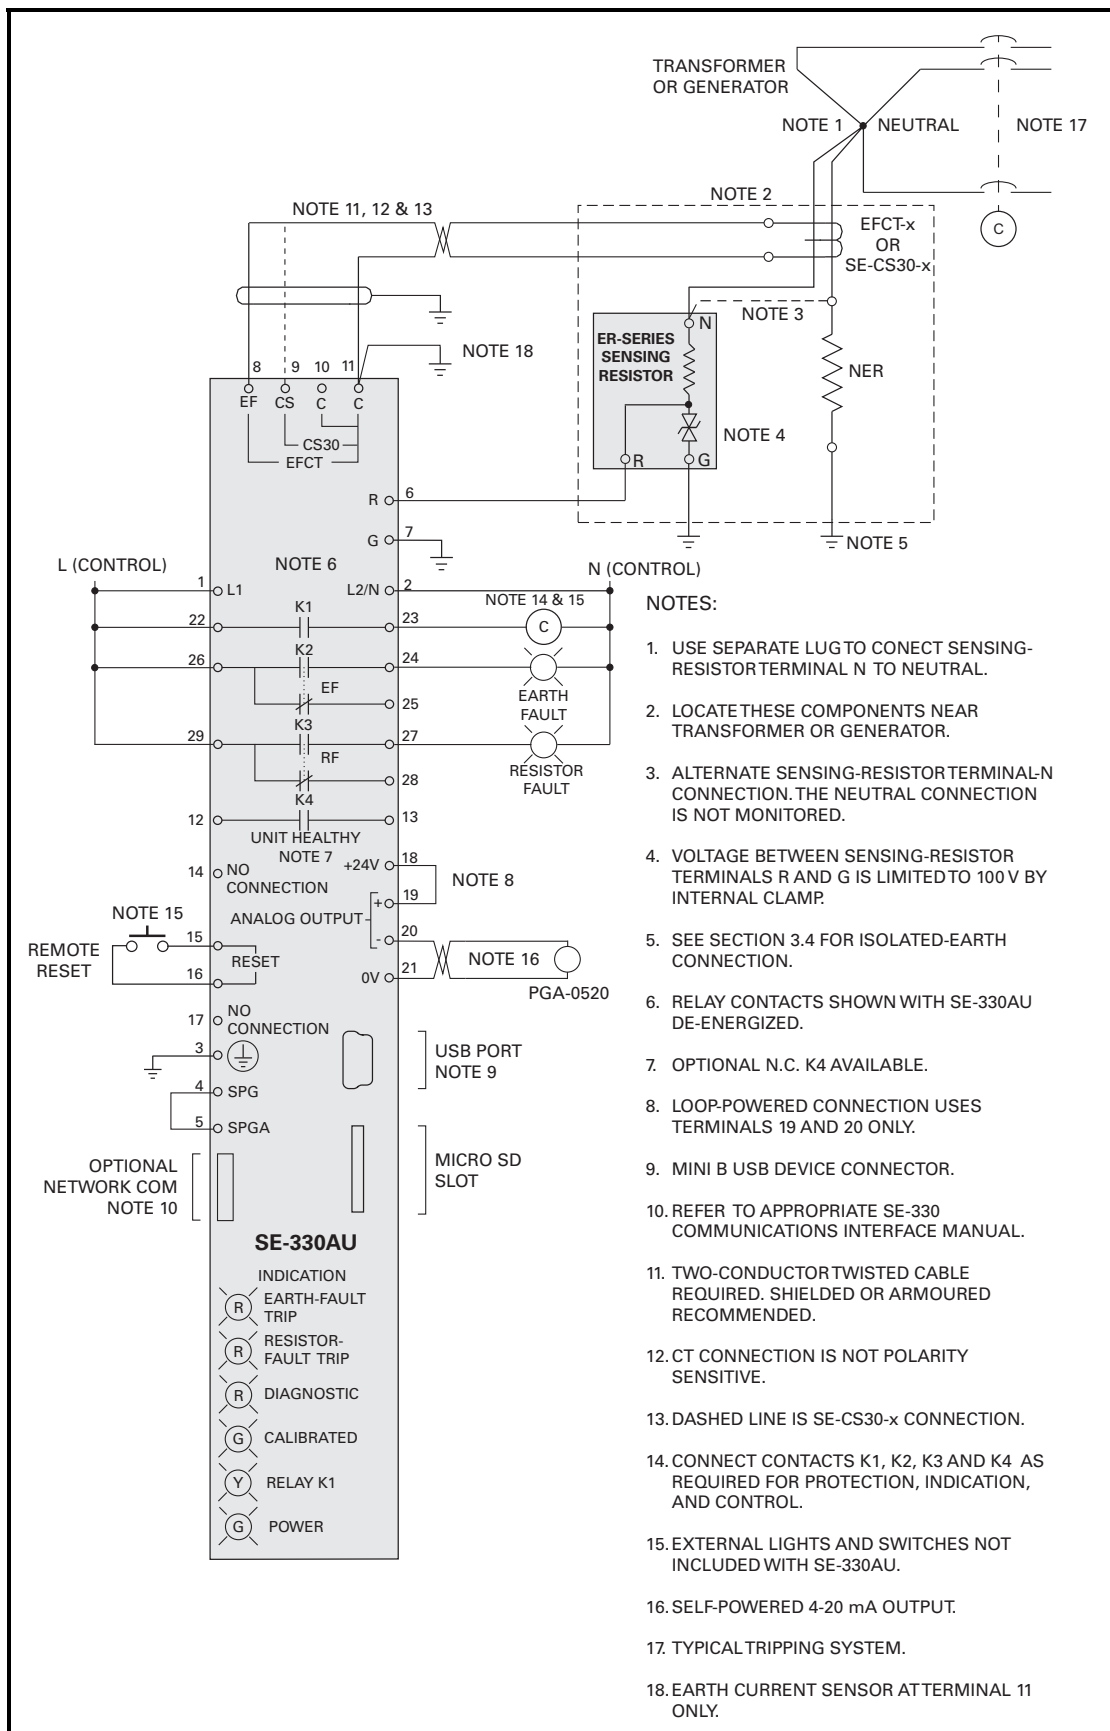 TRANSFORMER
OR GENERATOR
NOTE 1
NEUTRAL
NOTE 17
C
NOTE 2
NOTE 11, 12 & 13
EFCT-x
OR
SE-CS30-x
NOTE 3
NOTE 18
N
ER-SERIES
SENSING
RESISTOR
NER
NOTE 4
R
G
NOTE 5
8
9
10
11
EF
CS
C
C
CS30
EFCT
R
6
G
7
L (CONTROL)
NOTE 6
N (CONTROL)
1
L1
L2/N
2
NOTE 14 & 15
22
K1
23
C
26
K2
24
EF
25
EARTH
FAULT
29
K3
27
RF
28
RESISTOR
FAULT
12
K4
13
UNIT HEALTHY
NOTE 7
14
NO
CONNECTION
+24V
18
NOTE 8
+
19
ANALOG OUTPUT
-
20
NOTE 15
REMOTE
RESET
15
16
RESET
0V
21
NOTE 16
PGA-0520
17
NO
CONNECTION
3
4
SPG
5
SPGA
USB PORT
NOTE 9
MICRO SD
SLOT
OPTIONAL
NETWORK COM
NOTE 10
SE-330AU
INDICATION
R
EARTH-FAULT
TRIP
R
RESISTOR-
FAULT TRIP
R
DIAGNOSTIC
G
CALIBRATED
Y
RELAY K1
G
POWER
NOTES:
1. USE SEPARATE LUG TO CONECT SENSING-
RESISTOR TERMINAL N TO NEUTRAL.
2. LOCATE THESE COMPONENTS NEAR
TRANSFORMER OR GENERATOR.
3. ALTERNATE SENSING-RESISTOR TERMINAL-N
CONNECTION. THE NEUTRAL CONNECTION
IS NOT MONITORED.
4. VOLTAGE BETWEEN SENSING-RESISTOR
TERMINALS R AND G IS LIMITED TO 100 V BY
INTERNAL CLAMP.
5. SEE SECTION 3.4 FOR ISOLATED-EARTH
CONNECTION.
6. RELAY CONTACTS SHOWN WITH SE-330AU
DE-ENERGIZED.
7. OPTIONAL N.C. K4 AVAILABLE.
8. LOOP-POWERED CONNECTION USES
TERMINALS 19 AND 20 ONLY.
9. MINI B USB DEVICE CONNECTOR.
10. REFER TO APPROPRIATE SE-330
COMMUNICATIONS INTERFACE MANUAL.
11. TWO-CONDUCTOR TWISTED CABLE
REQUIRED. SHIELDED OR ARMOURED
RECOMMENDED.
12. CT CONNECTION IS NOT POLARITY
SENSITIVE.
13. DASHED LINE IS SE-CS30-x CONNECTION.
14. CONNECT CONTACTS K1, K2, K3 AND K4 AS
REQUIRED FOR PROTECTION, INDICATION,
AND CONTROL.
15. EXTERNAL LIGHTS AND SWITCHES NOT
INCLUDED WITH SE-330AU.
16. SELF-POWERED 4-20 mA OUTPUT.
17. TYPICAL TRIPPING SYSTEM.
18. EARTH CURRENT SENSOR AT TERMINAL 11
ONLY.